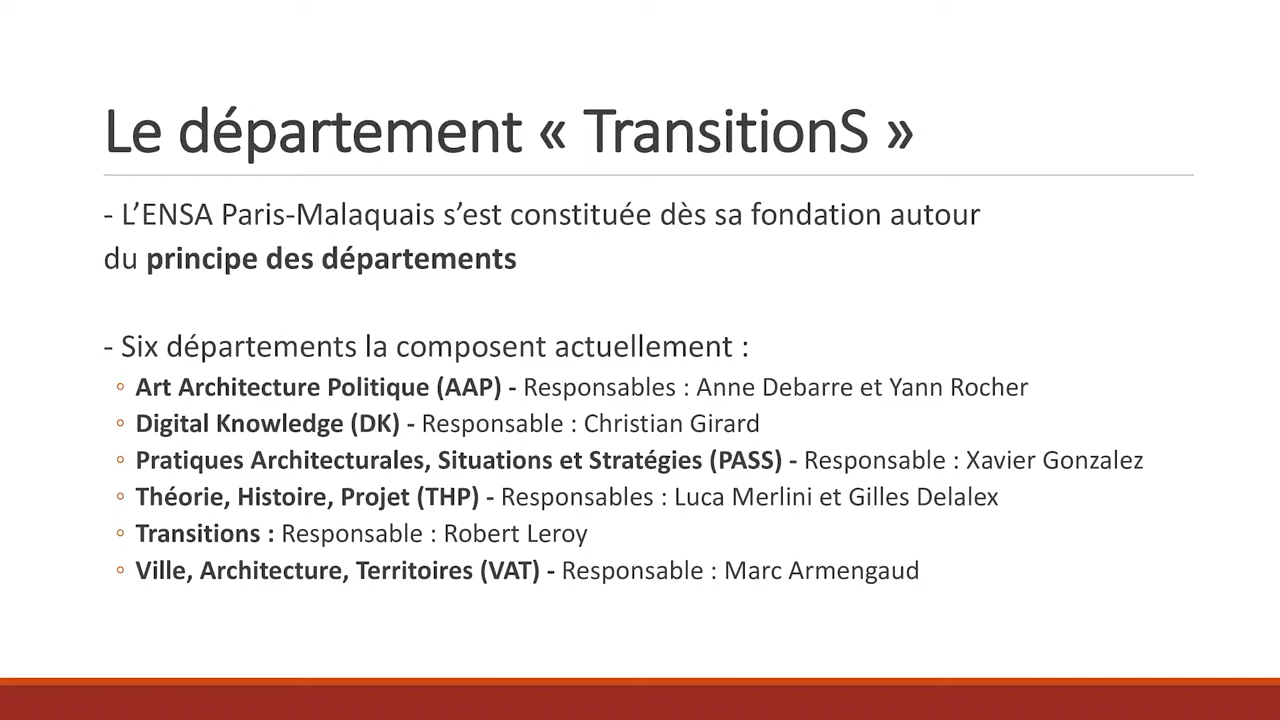 Le département « TransitionS »
- L’ENSA Paris-Malaquais s’est constituée dès sa fondation autour
du principe des départements
- Six départements la composent actuellement :
◦ Art Architecture Politique (AAP) - Responsables : Anne Debarre et Yann Rocher
◦ Digital Knowledge (DK) - Responsable : Christian Girard
◦ Pratiques Architecturales, Situations et Stratégies (PASS) - Responsable : Xavier Gonzalez
◦ Théorie, Histoire, Projet (THP) - Responsables : Luca Merlini et Gilles Delalex
◦ Transitions : Responsable : Robert Leroy
◦ Ville, Architecture, Territoires (VAT) - Responsable : Marc Armengaud